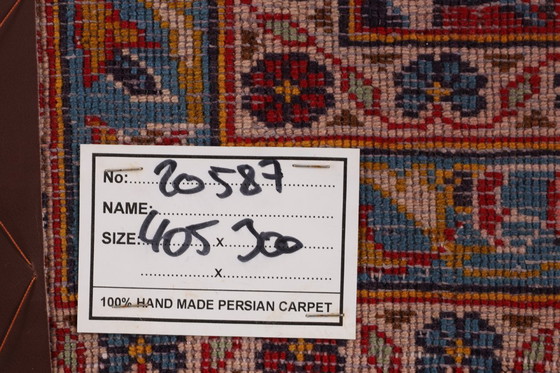 No: 20587
NAME:
SIZE: 405 x 300
x
100% HAND MADE PERSIAN CARPET